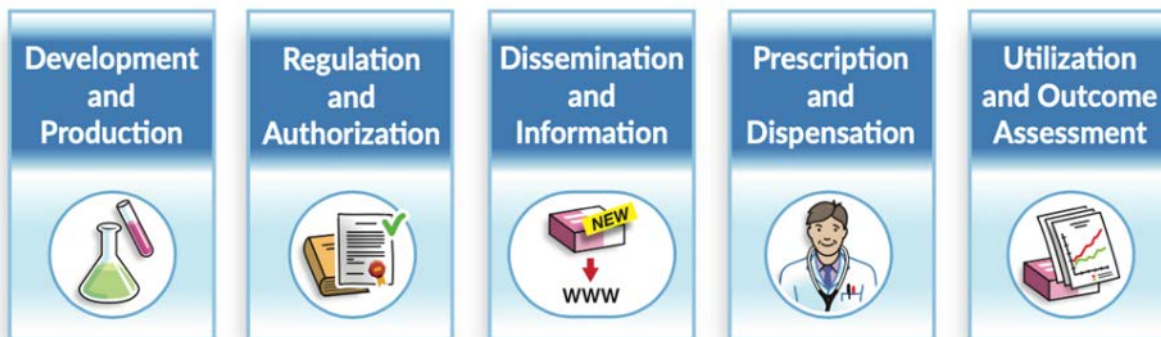 Development
and
Production
Regulation
and
Authorization
Dissemination
and
Information
Prescription
and
Dispensation
Utilization
and Outcome
Assessment
NEW
WWW